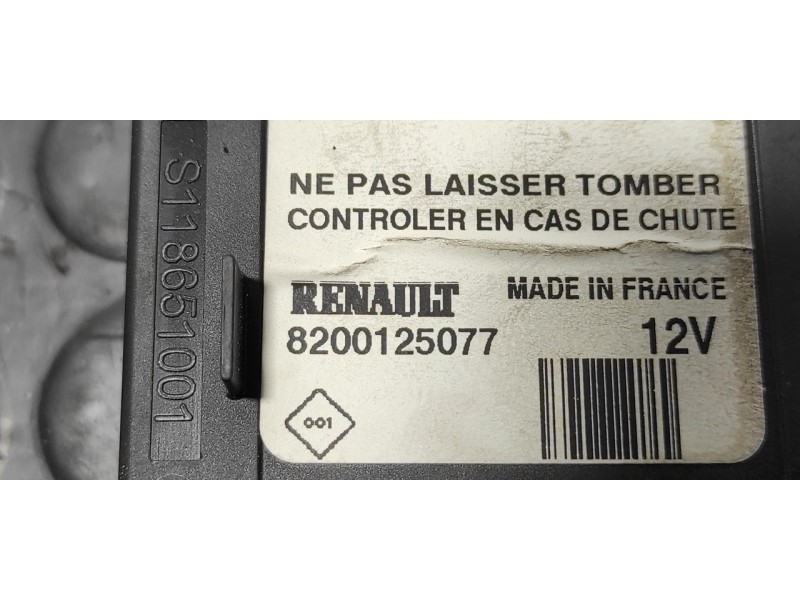 S118651001
NE PAS LAISSER TOMBER
CONTROLER EN CAS DE CHUTE
RENAULT MADE IN FRANCE
8200125077 12V
001